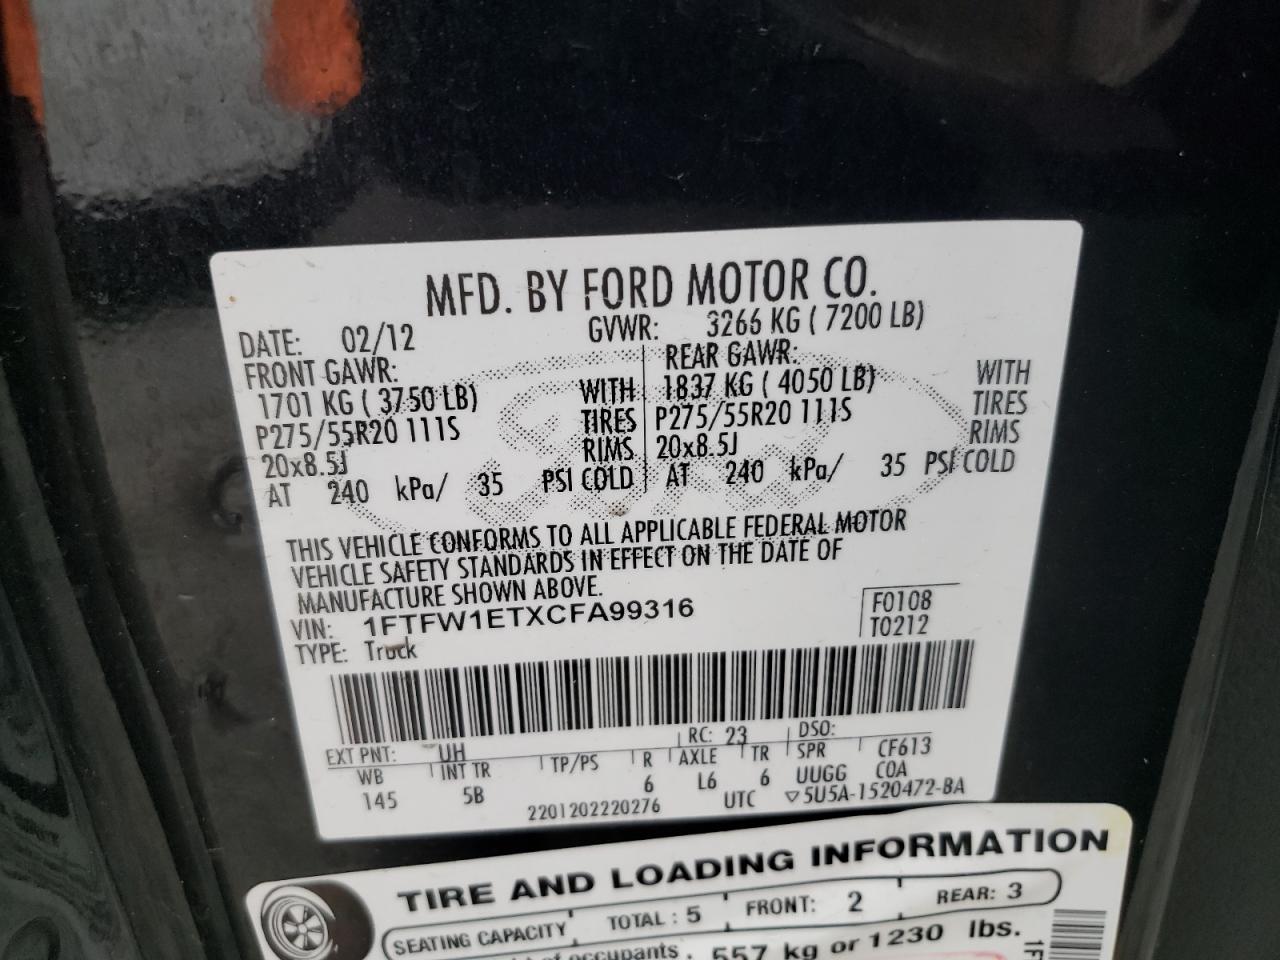 MFD. BY FORD MOTOR CO.
DATE: 02/12 GVWR: 3266 KG ( 7200 LB)
FRONT GAWR: REAR GAWR:
1701 KG ( 3750 LB) WITH 1837 KG ( 4050 LB) WITH
P275/55R20 111S TIRES P275/55R20 111S TIRES
20x8.5J RIMS 20x8.5J RIMS
AT 240 kPa/ 35 PSI COLD AT 240 kPa/ 35 PSI COLD
THIS VEHICLE CONFORMS TO ALL APPLICABLE FEDERAL MOTOR
VEHICLE SAFETY STANDARDS IN EFFECT ON THE DATE OF
MANUFACTURE SHOWN ABOVE.
VIN: 1FTFW1ETXCFA99316 F0108
TYPE: Truck T0212
EXT PNT: UH RC: 23 DSO:
WB INT TR TP/PS R AXLE TR SPR CF613
145 5B 6 L6 6 UUGG COA
2201202220276 UTC ▽5U5A-1520472-BA
TIRE AND LOADING INFORMATION
SEATING CAPACITY TOTAL : 5 FRONT: 2 REAR: 3
of occupants 557 kg or 1230 lbs.
1F